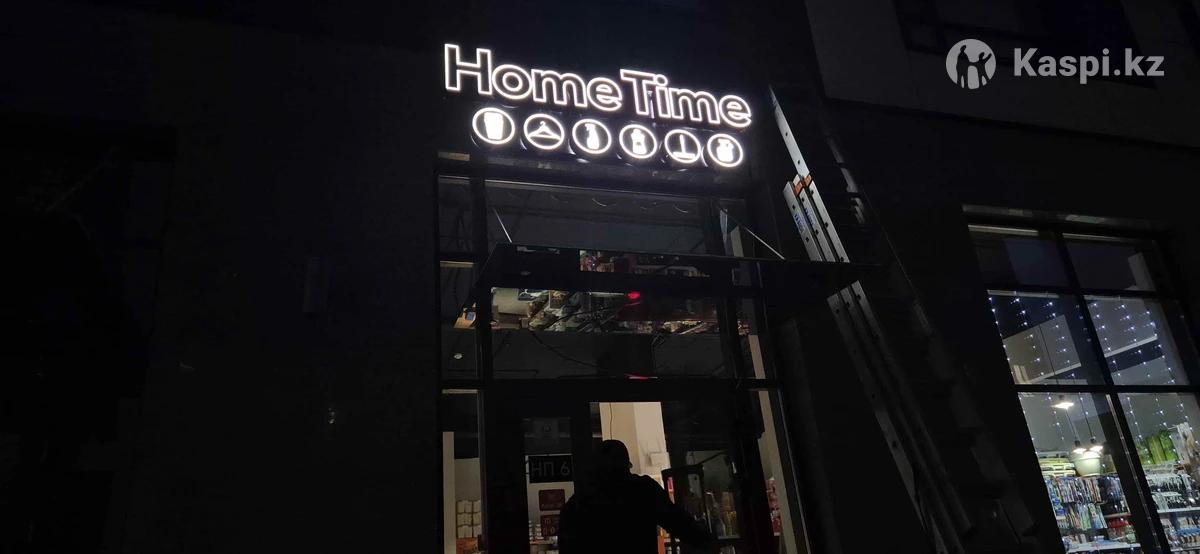 Kaspi.kz
Home Time
НП 6